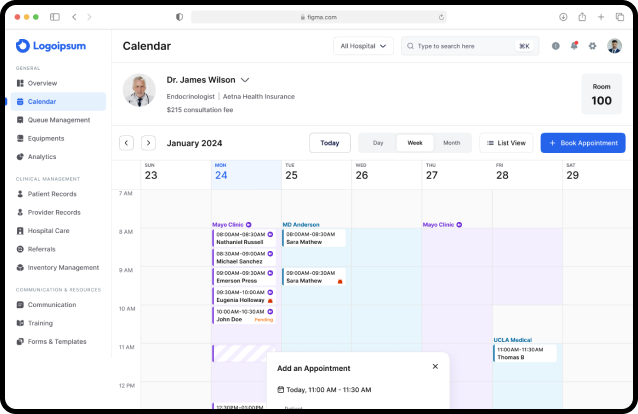 figma.com
Logoipsum
Calendar
All Hospital
Type to search here
⌘K
GENERAL
Overview
Calendar
Queue Management
Equipments
Analytics
CLINICAL MANAGEMENT
Patient Records
Provider Records
Hospital Care
Referrals
Inventory Management
COMMUNICATION & RESOURCES
Communication
Training
Forms & Templates
Dr. James Wilson
Endocrinologist | Aetna Health Insurance
$215 consultation fee
Room
100
January 2024
Today
Day
Week
Month
List View
+ Book Appointment
SUN
23
MON
24
TUE
25
WED
26
THU
27
FRI
28
SAT
29
7 AM
8 AM
9 AM
10 AM
11 AM
12 PM
Mayo Clinic
08:00AM-08:30AM
Nathaniel Russell
08:30AM-09:00AM
Michael Sanchez
09:00AM-09:30AM
Emerson Press
09:30AM-10:00AM
Eugenia Holloway
10:00AM-10:30AM
John Doe
Pending
12:30PM-01:00PM
MD Anderson
08:00AM-08:30AM
Sara Mathew
09:00AM-09:30AM
Sara Mathew
Mayo Clinic
UCLA Medical
11:00AM-11:30AM
Thomas B
Add an Appointment
Today, 11:00 AM - 11:30 AM